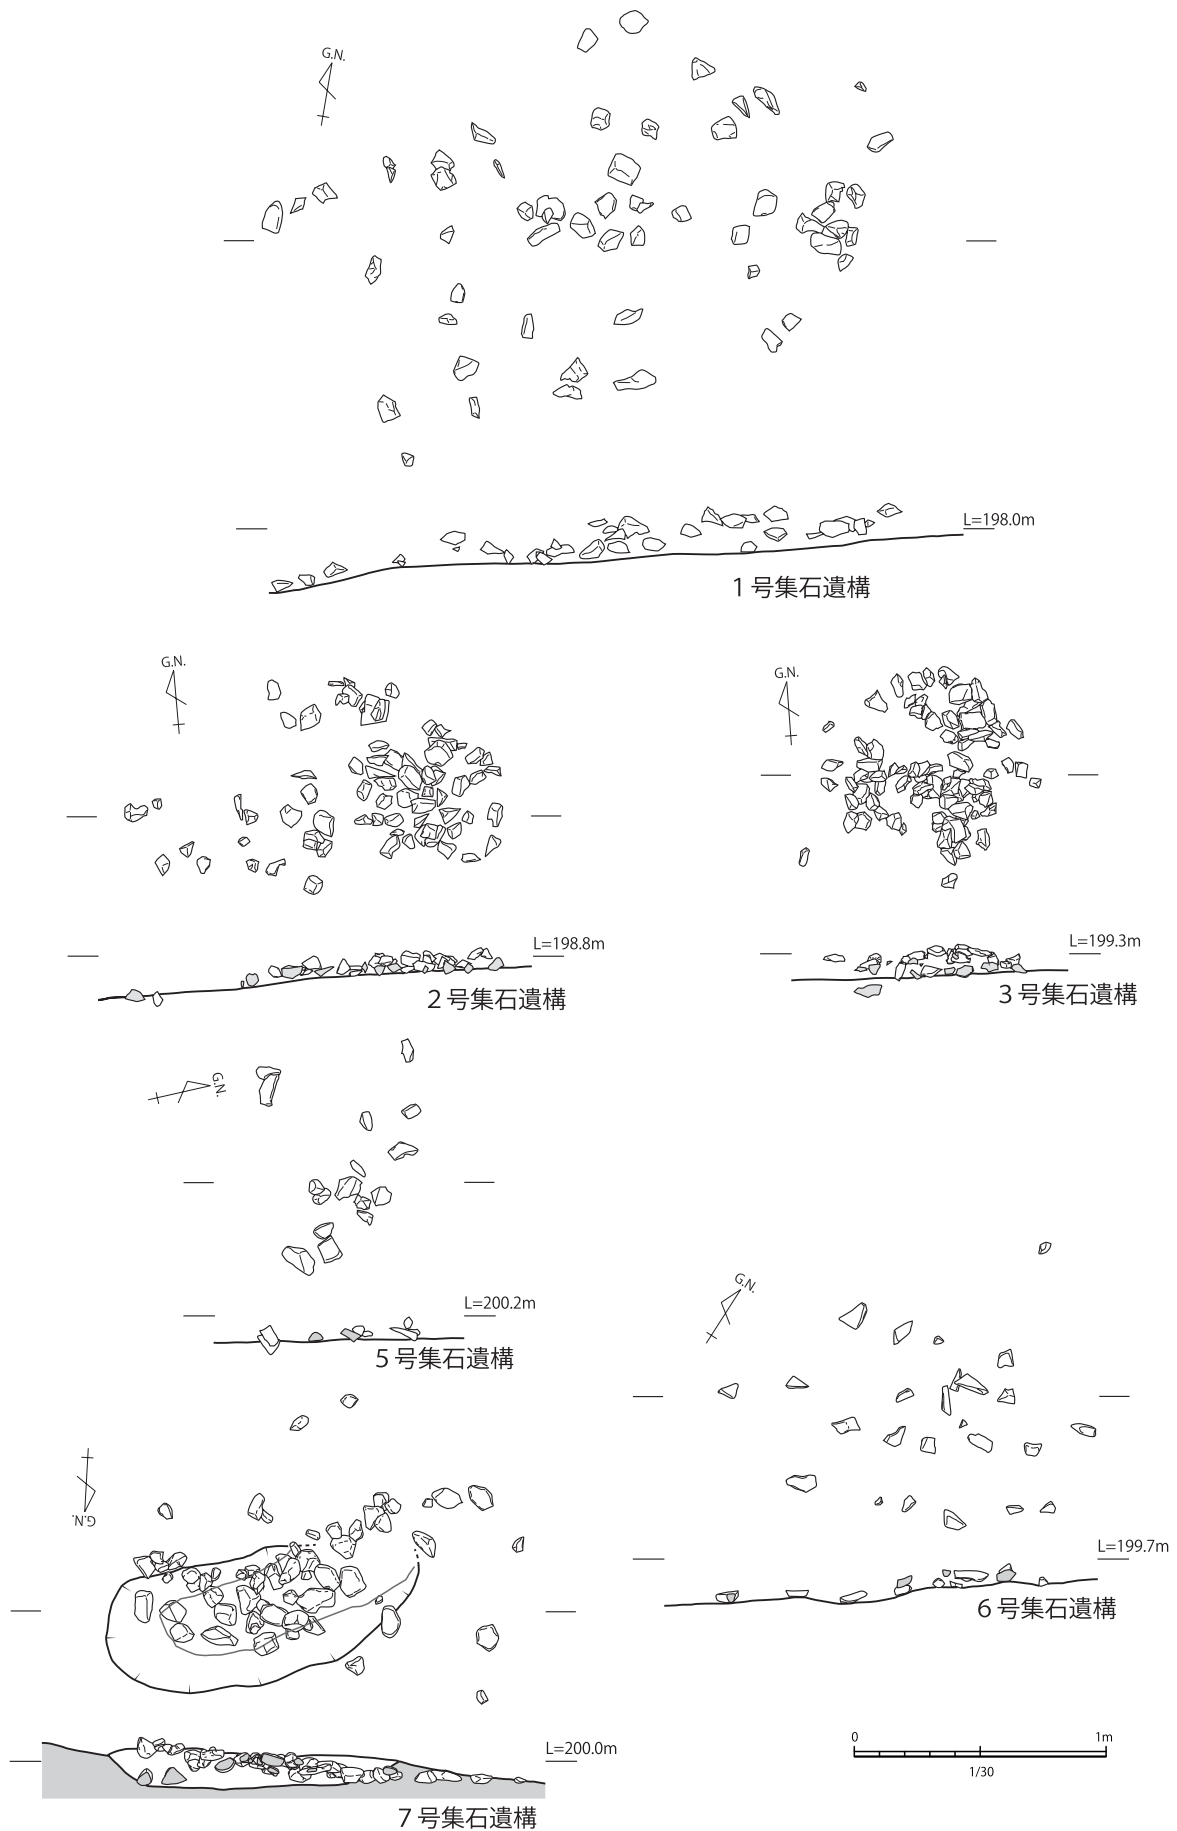 G.N.
L=198.0m
1号集石遺構
G.N.
G.N.
L=198.8m
2号集石遺構
L=199.3m
3号集石遺構
G.N.
L=200.2m
5号集石遺構
G.N.
G.N.
L=199.7m
6号集石遺構
L=200.0m
7号集石遺構
0 1m
1/30